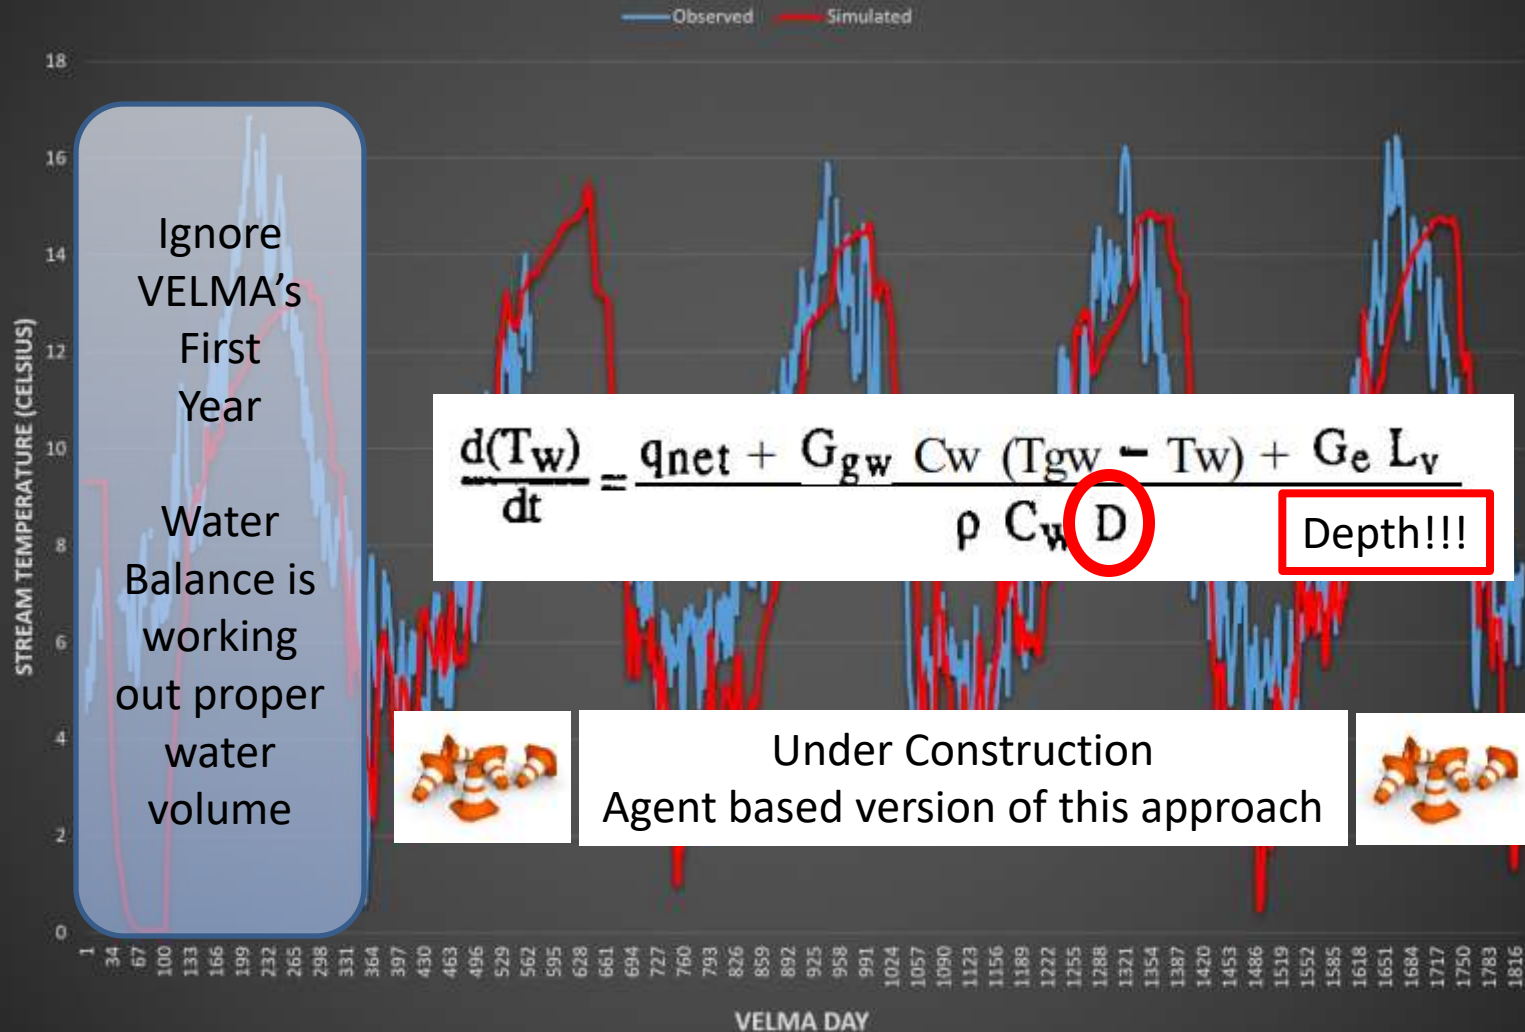 Observed Simulated
18
16
14
12
10
8
6
4
2
0
STREAM TEMPERATURE (CELSIUS)
Ignore
VELMA’s
First
Year
Water
Balance is
working
out proper
water
volume
d(Tw)
dt
=
qnet + Ggw Cw (Tgw - Tw) + Ge Lv
ρ Cw D
Depth!!!
Under Construction
Agent based version of this approach
1 34 67 100 133 166 199 232 265 298 331 364 397 430 463 496 529 562 595 628 661 694 727 760 793 826 859 892 925 958 991 1024 1057 1090 1123 1156 1189 1222 1255 1288 1321 1354 1387 1420 1453 1486 1519 1552 1585 1618 1651 1684 1717 1750 1783 1816
VELMA DAY